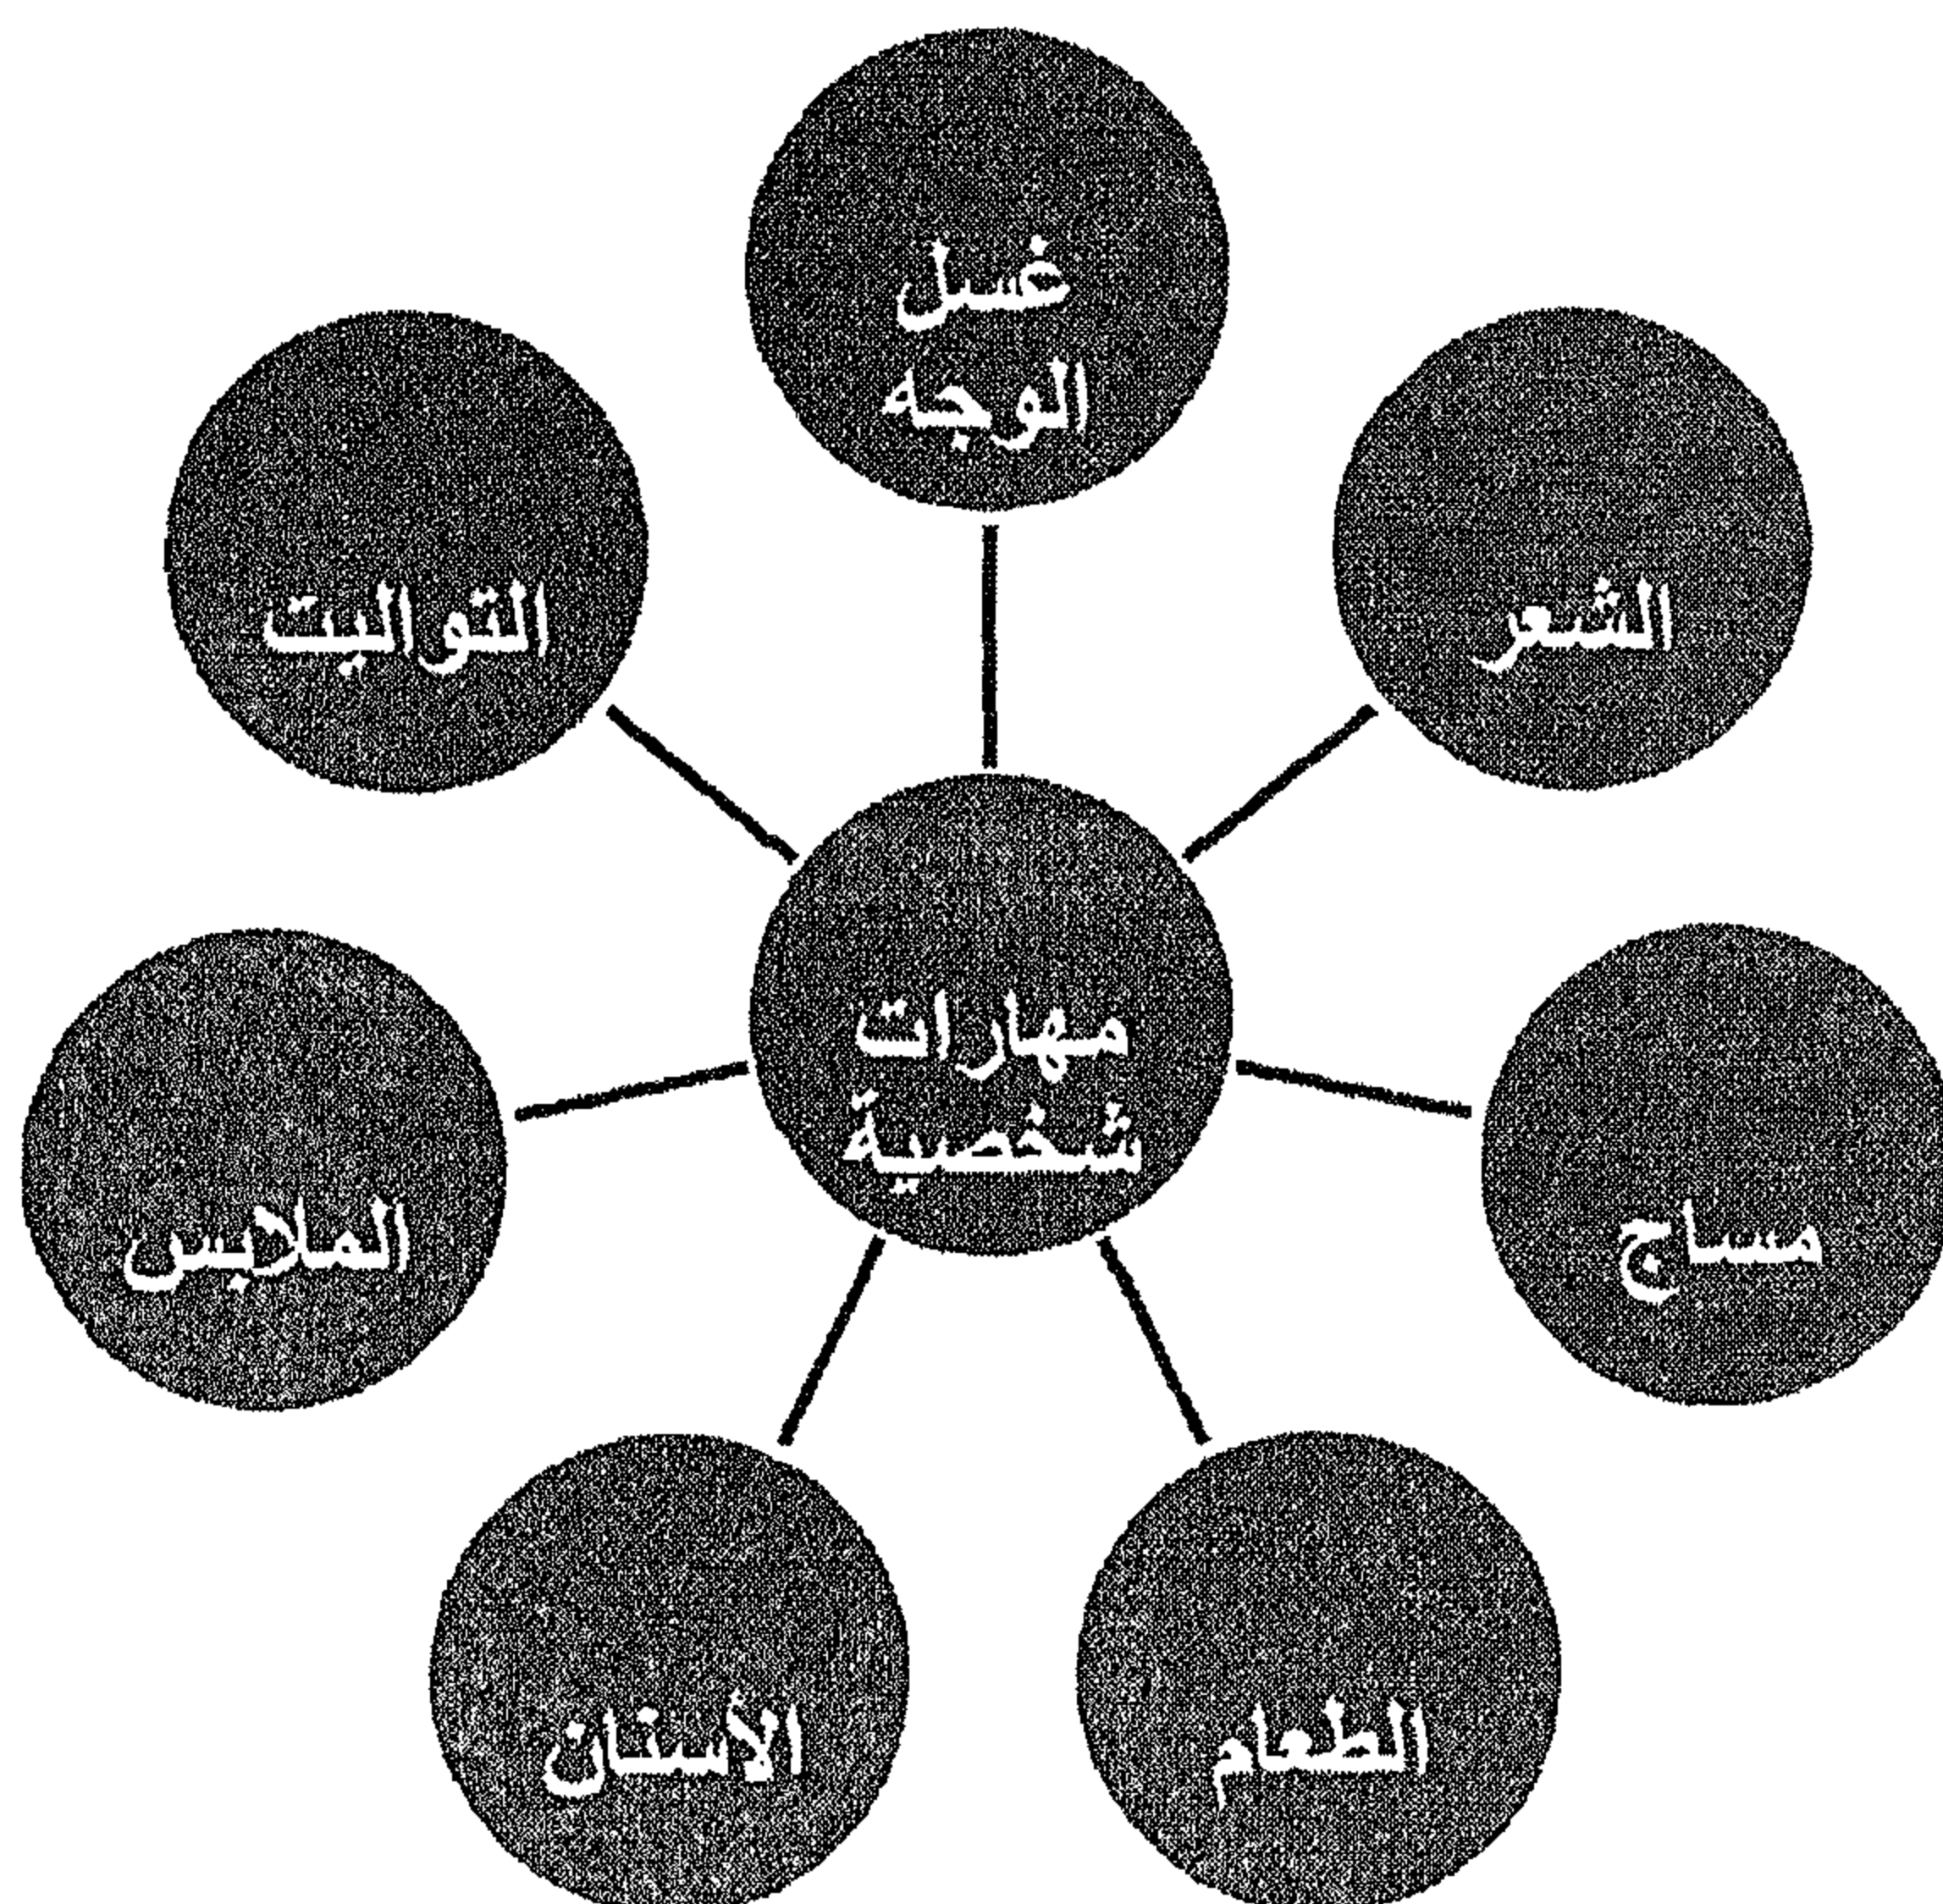 غسل
الوجه
الشعر
التواليت
مهارات
شخصية
مساج
الملابس
الطعام
الأسنان